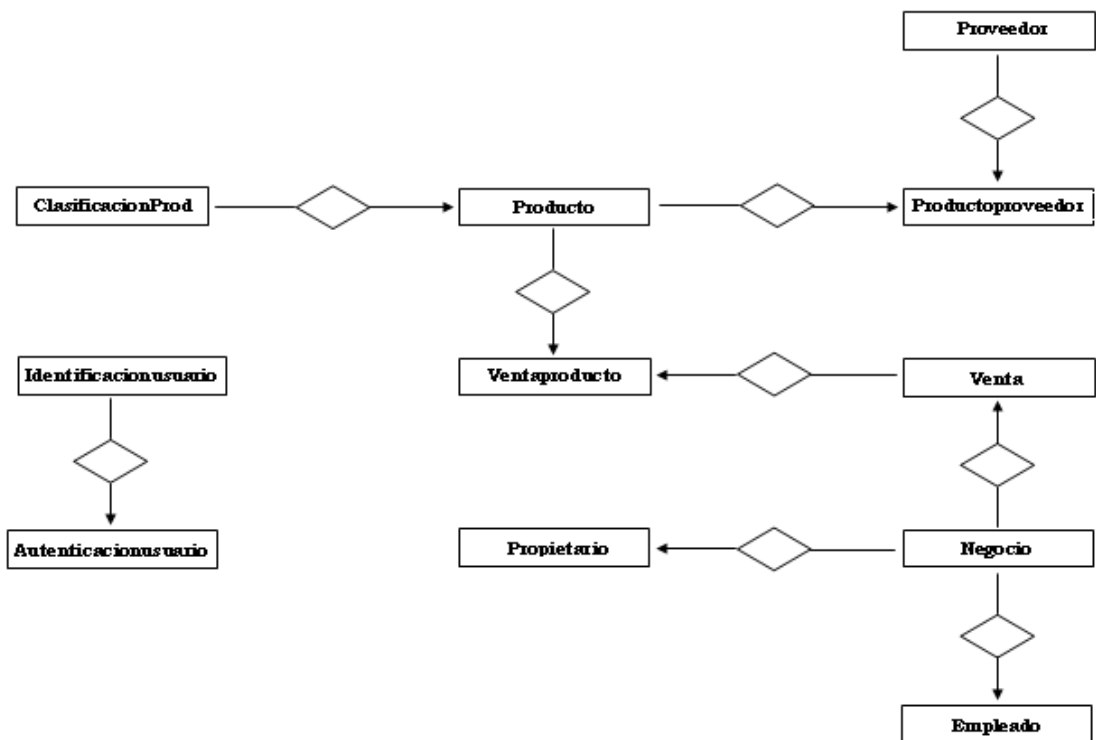 Proveedor
ClasificacionProd
Producto
Productoproveedor
Identificacionusuario
Ventaproducto
Venta
Autenticacionusuario
Propietario
Negocio
Empleado